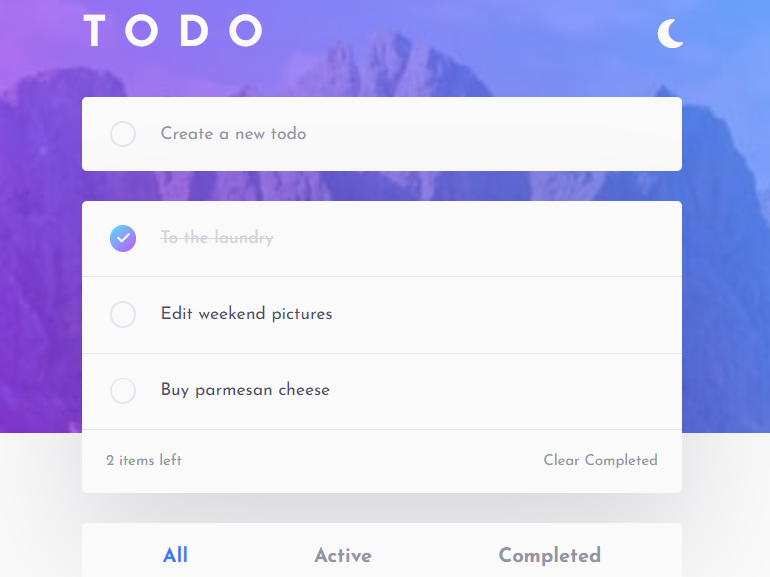 TODO
Create a new todo
To the laundry
Edit weekend pictures
Buy parmesan cheese
2 items left Clear Completed
All Active Completed